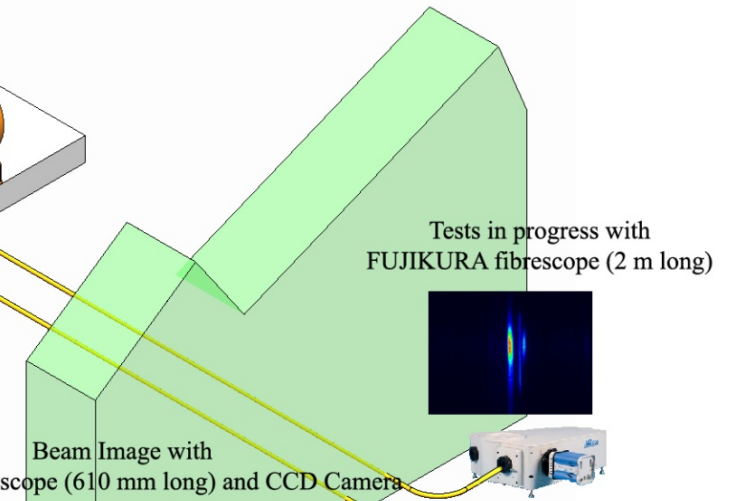 Tests in progress with
FUJIKURA fibrescope (2 m long)
Beam Image with
scope (610 mm long) and CCD Camera